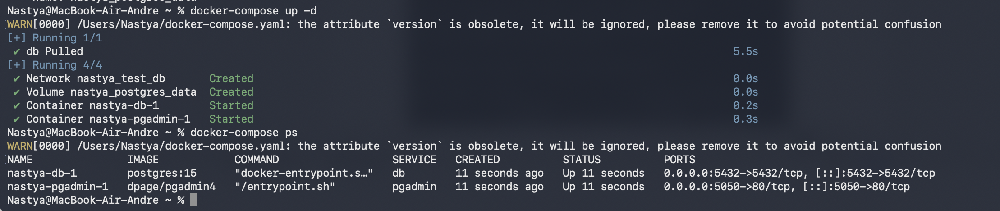 Name: nastya_postgres_data
Nastya@MacBook-Air-Andre ~ % docker-compose up -d
[WARN[0000] /Users/Nastya/docker-compose.yaml: the attribute `version` is obsolete, it will be ignored, please remove it to avoid potential confusion
[+] Running 1/1
✔ db Pulled 5.5s
[+] Running 4/4
✔ Network nastya_test_db Created 0.0s
✔ Volume nastya_postgres_data Created 0.0s
✔ Container nastya-db-1 Started 0.2s
✔ Container nastya-pgadmin-1 Started 0.3s
Nastya@MacBook-Air-Andre ~ % docker-compose ps
WARN[0000] /Users/Nastya/docker-compose.yaml: the attribute `version` is obsolete, it will be ignored, please remove it to avoid potential confusion
[NAME IMAGE COMMAND SERVICE CREATED STATUS PORTS
nastya-db-1 postgres:15 "docker-entrypoint.s…" db 11 seconds ago Up 11 seconds 0.0.0.0:5432->5432/tcp, [::]:5432->5432/tcp
nastya-pgadmin-1 dpage/pgadmin4 "/entrypoint.sh" pgadmin 11 seconds ago Up 11 seconds 0.0.0.0:5050->80/tcp, [::]:5050->80/tcp
Nastya@MacBook-Air-Andre ~ %